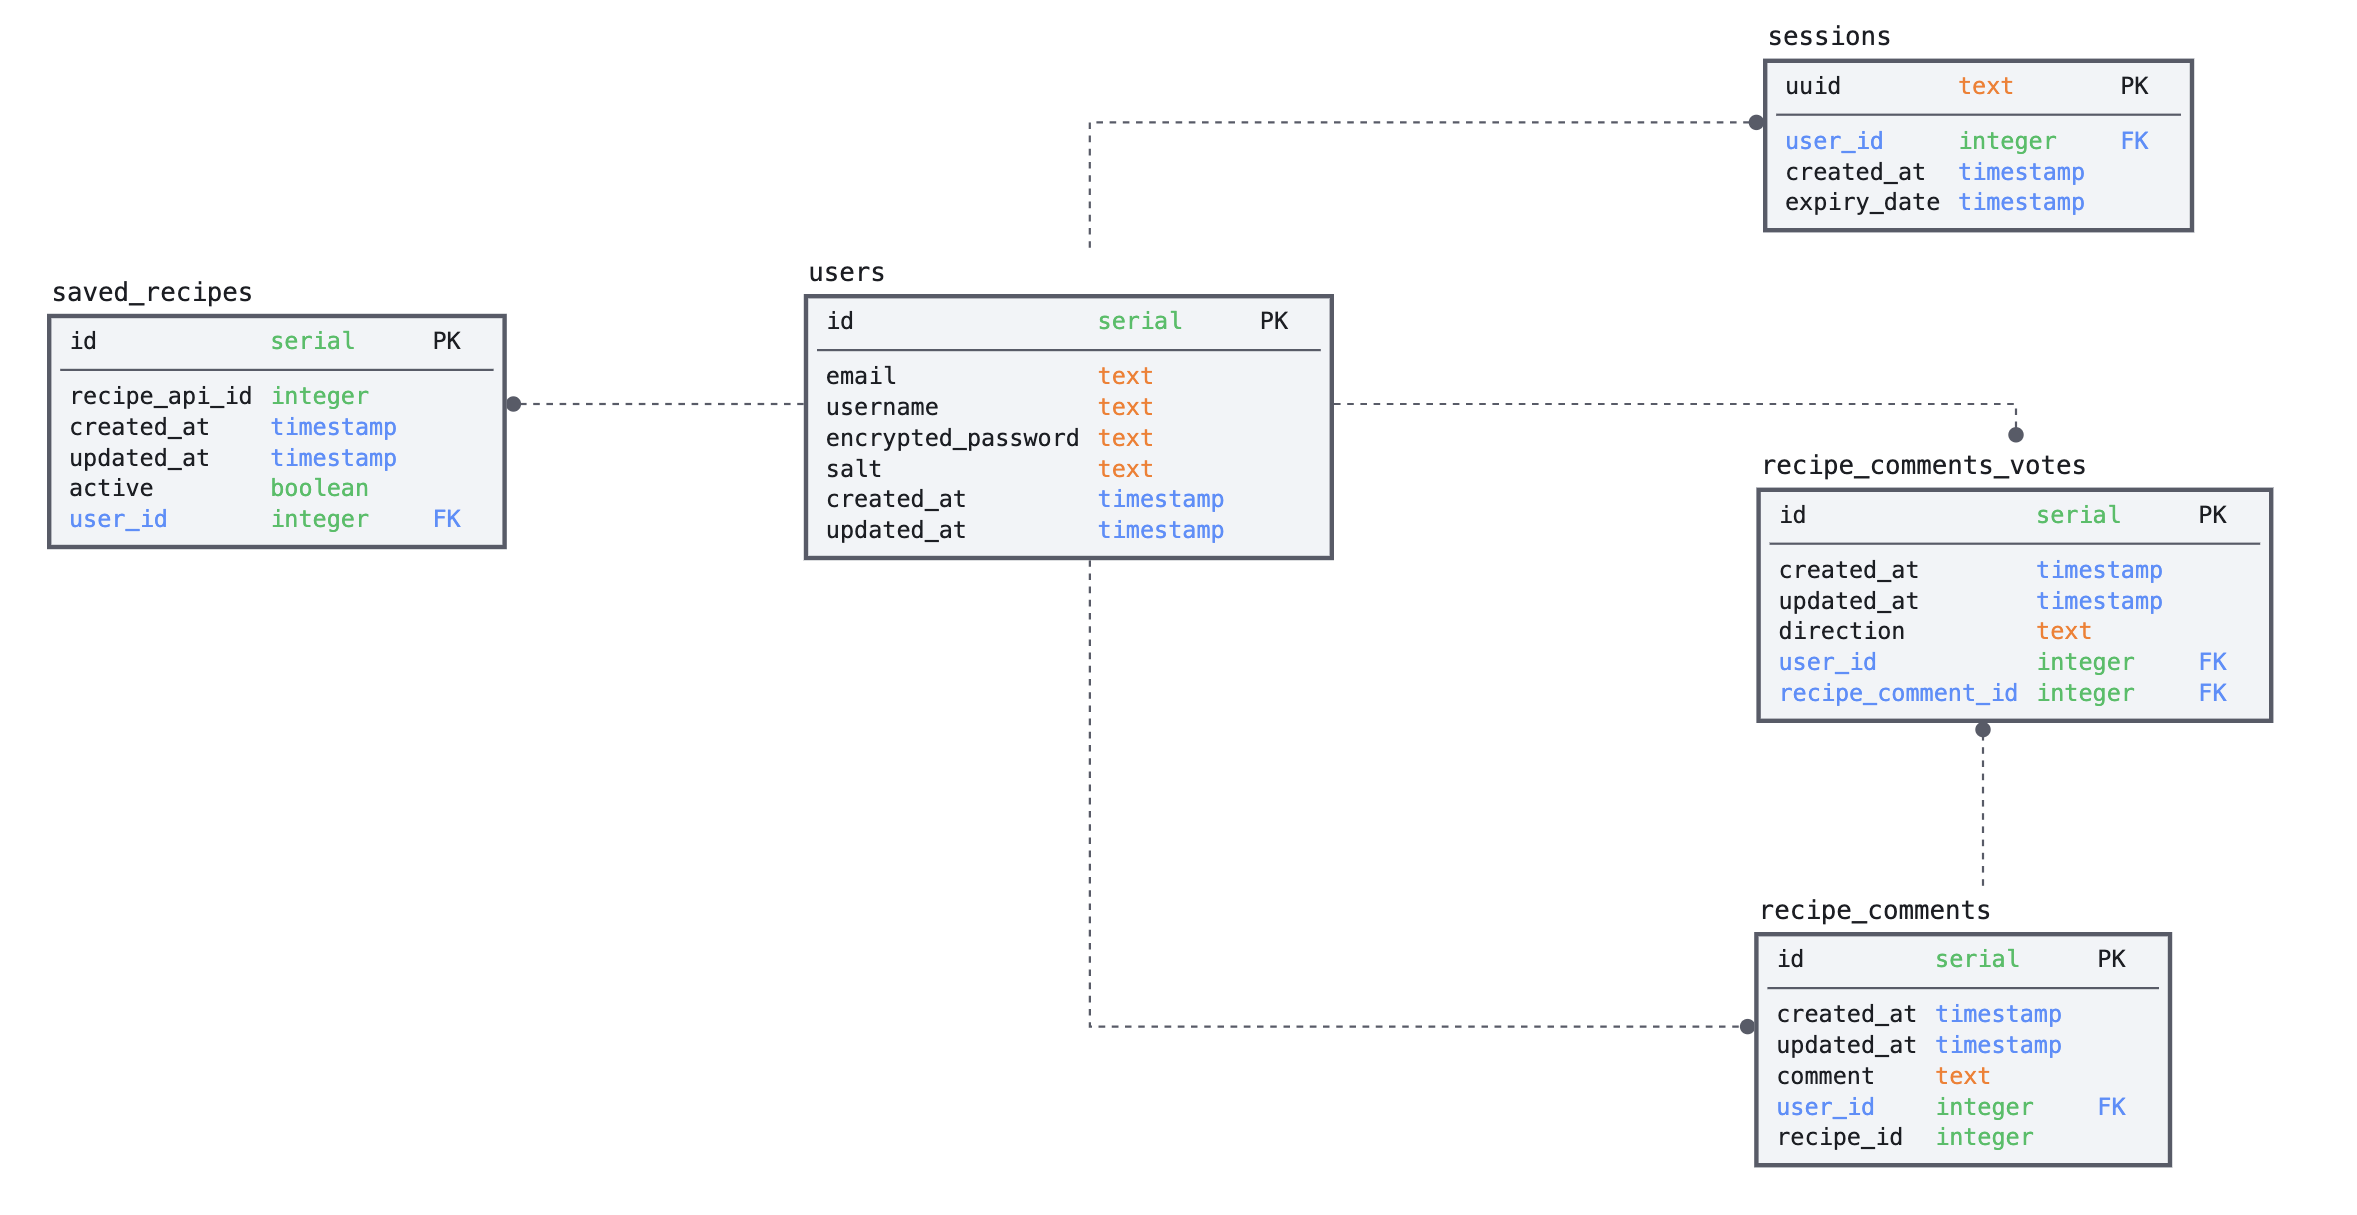 sessions
uuid text PK
user_id integer FK
created_at timestamp
expiry_date timestamp
users
id serial PK
email text
username text
encrypted_password text
salt text
created_at timestamp
updated_at timestamp
saved_recipes
id serial PK
recipe_api_id integer
created_at timestamp
updated_at timestamp
active boolean
user_id integer FK
recipe_comments_votes
id serial PK
created_at timestamp
updated_at timestamp
direction text
user_id integer FK
recipe_comment_id integer FK
recipe_comments
id serial PK
created_at timestamp
updated_at timestamp
comment text
user_id integer FK
recipe_id integer